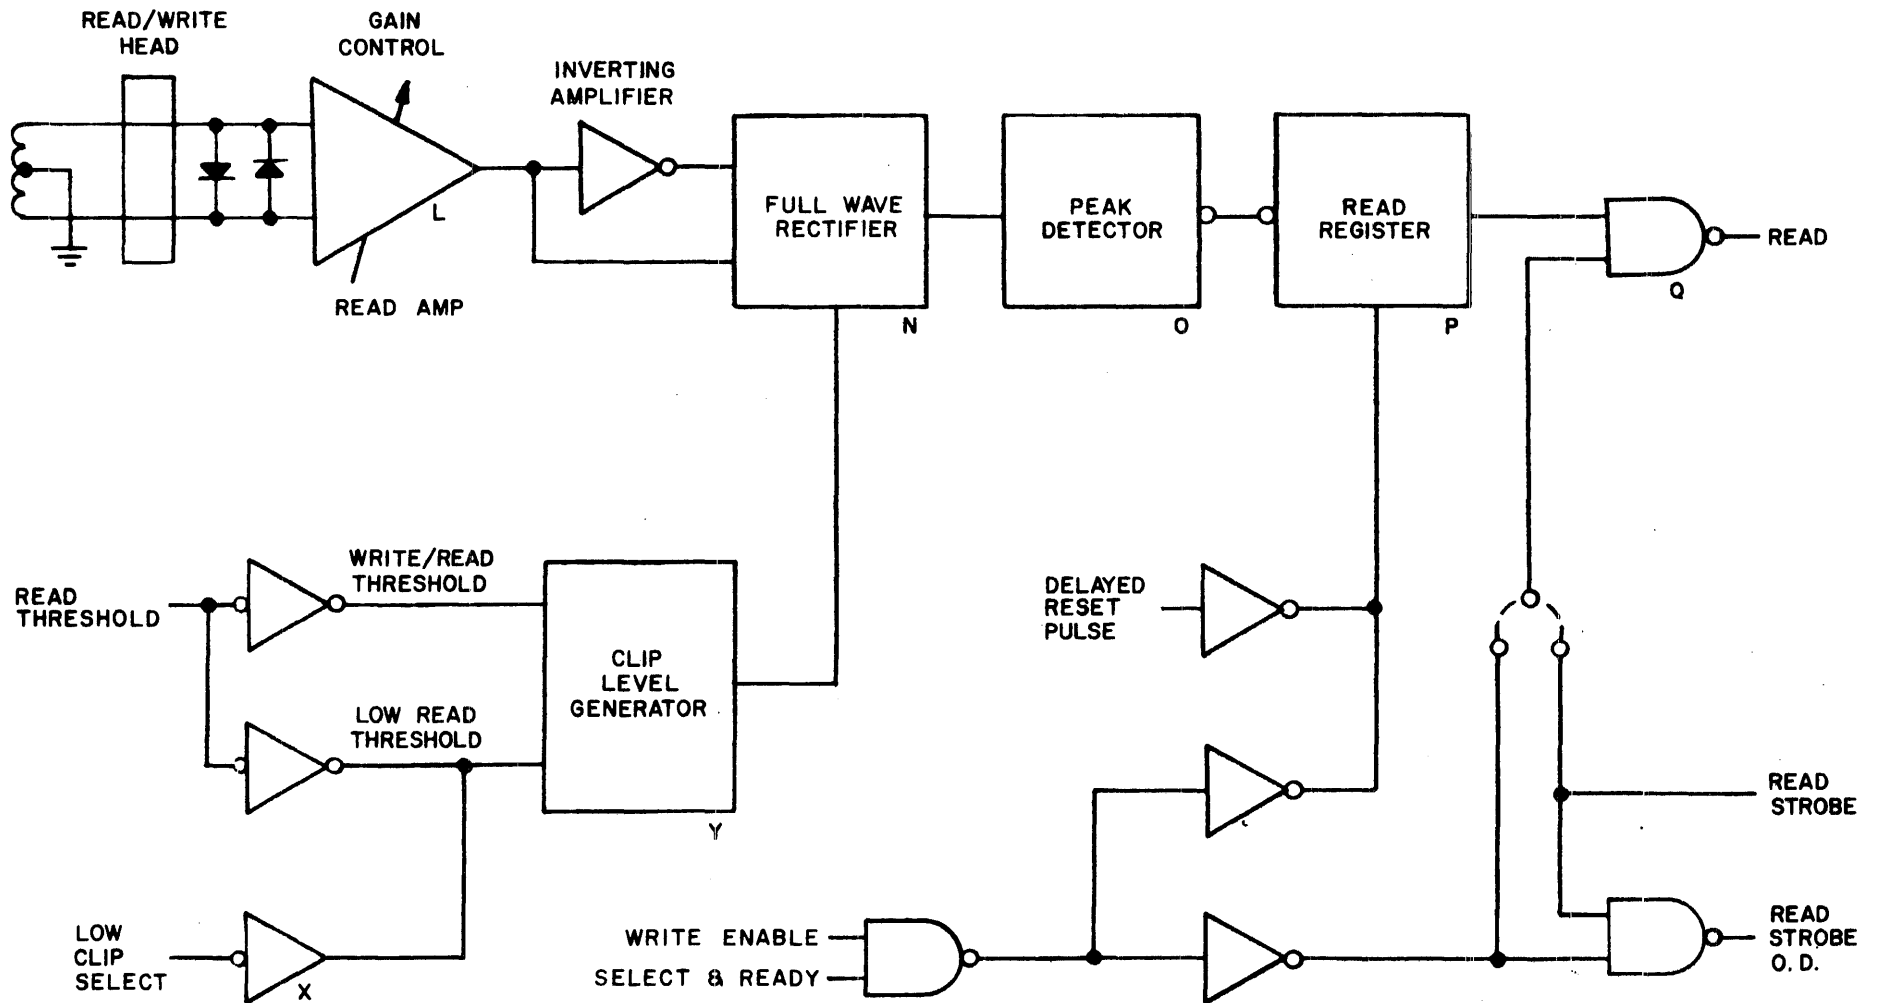 READ/WRITE
HEAD
GAIN
CONTROL
INVERTING
AMPLIFIER
L
READ AMP
FULL WAVE
RECTIFIER
N
PEAK
DETECTOR
O
READ
REGISTER
P
READ
Q
READ
THRESHOLD
WRITE/READ
THRESHOLD
LOW READ
THRESHOLD
CLIP
LEVEL
GENERATOR
Y
LOW
CLIP
SELECT
X
DELAYED
RESET
PULSE
WRITE ENABLE
SELECT & READY
READ
STROBE
READ
STROBE
O.D.